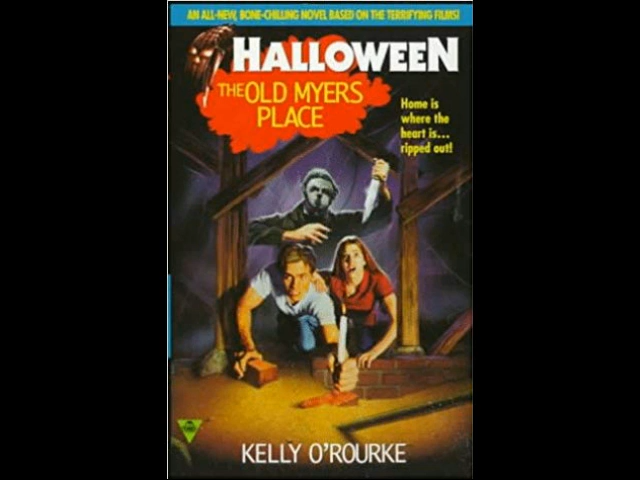 AN ALL-NEW, BONE-CHILLING NOVEL BASED ON THE TERRIFYING FILMS!
HALLOWEEN
THE OLD MYERS
PLACE
Home is
where the
heart is...
ripped out!
KELLY O'ROURKE